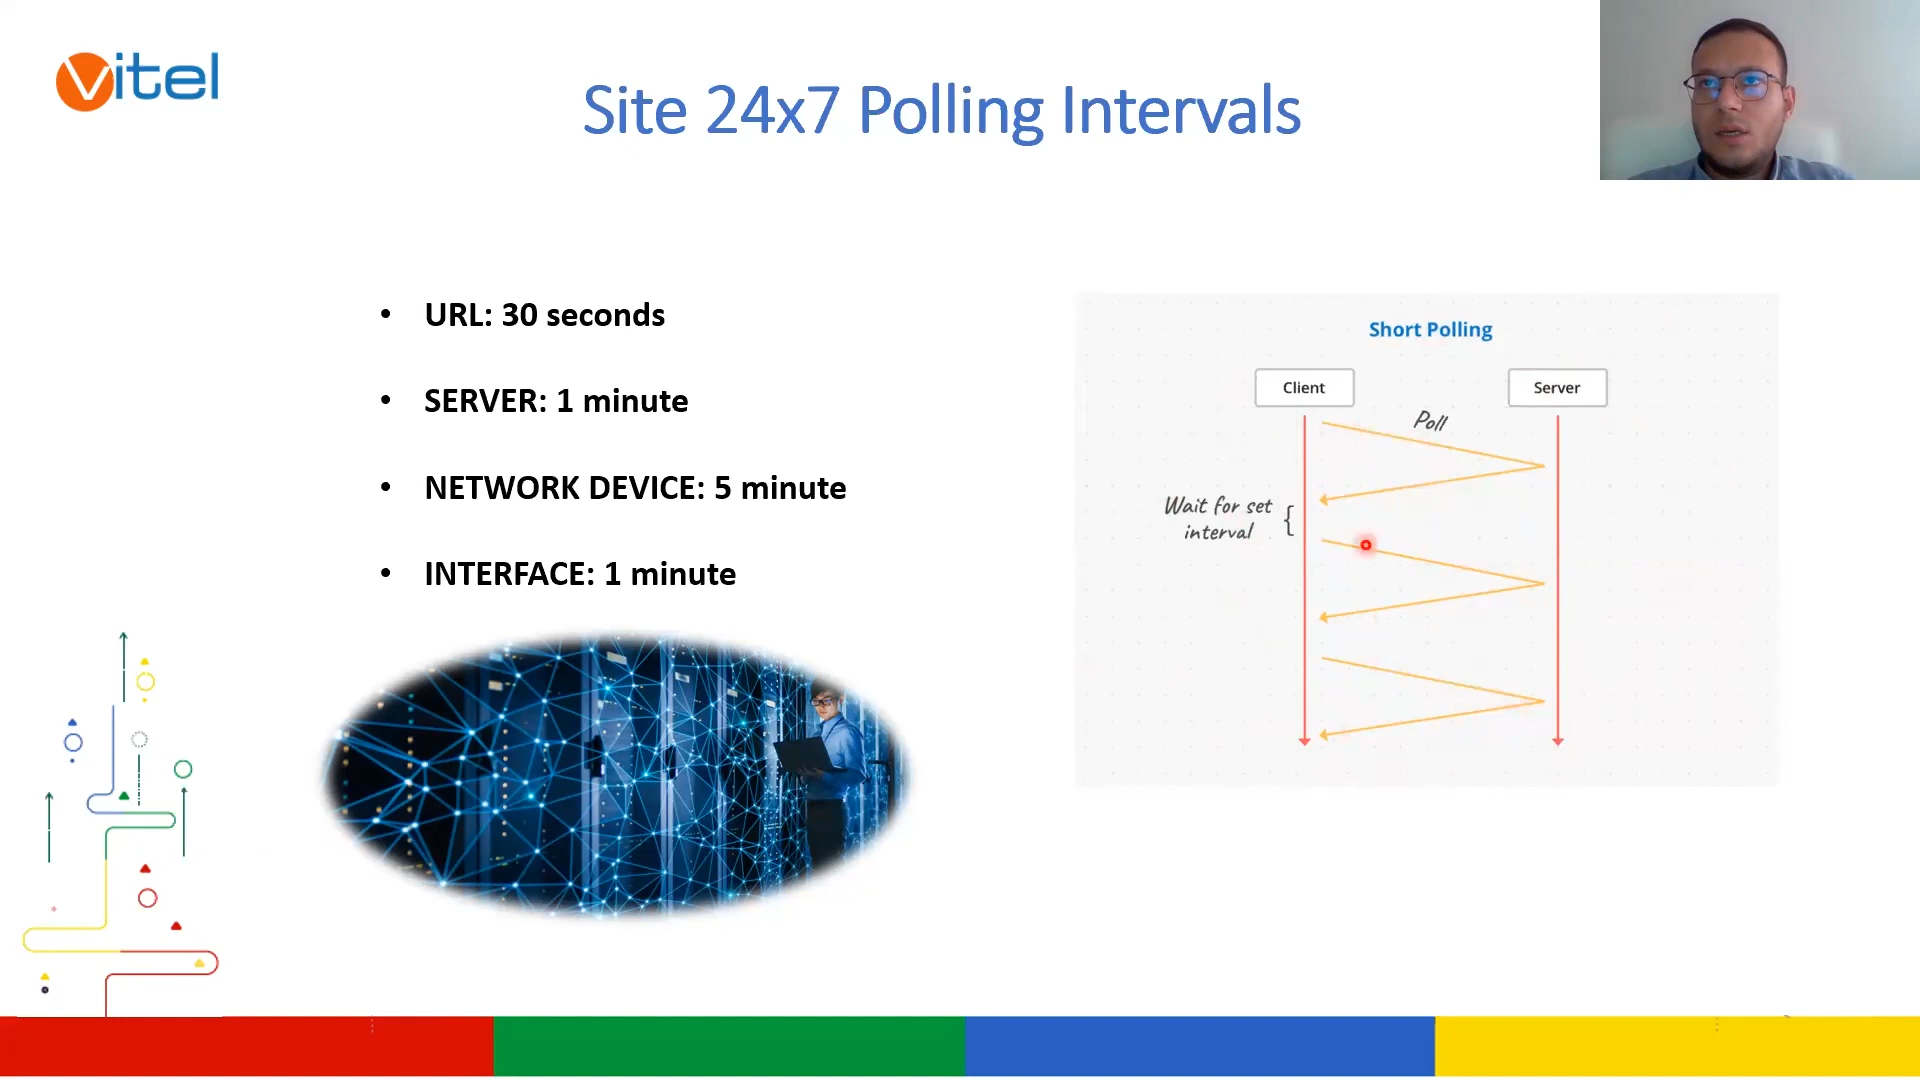 vitel
Site 24x7 Polling Intervals
• URL: 30 seconds
• SERVER: 1 minute
• NETWORK DEVICE: 5 minute
• INTERFACE: 1 minute
Short Polling
Client
Server
Poll
Wait for set
interval